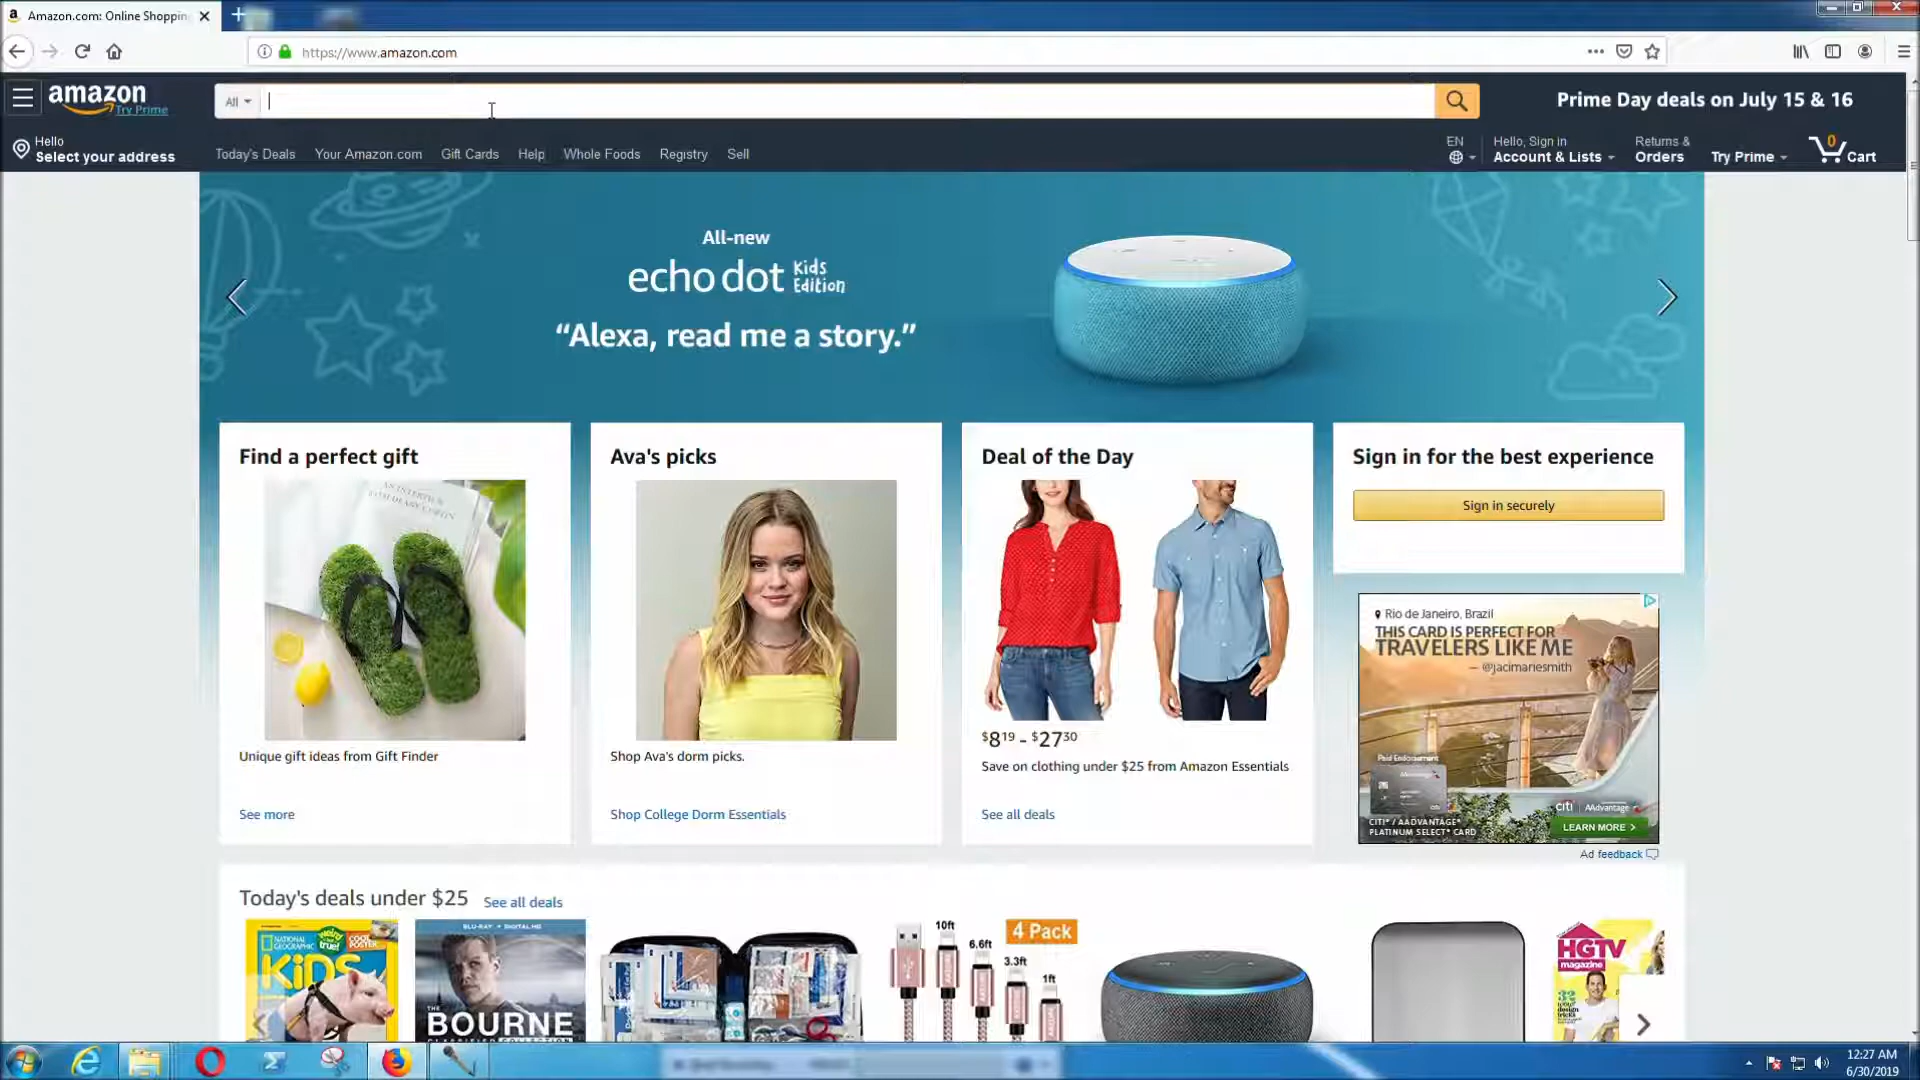 Amazon.com: Online Shopping
https://www.amazon.com
amazon
Try Prime
All
Prime Day deals on July 15 & 16
Hello
Select your address
Today's Deals
Your Amazon.com
Gift Cards
Help
Whole Foods
Registry
Sell
EN
Hello, Sign in
Account & Lists
Returns &
Orders
Try Prime
0
Cart
All-new
echo dot Kids Edition
“Alexa, read me a story.”
Find a perfect gift
Unique gift ideas from Gift Finder
See more
Ava's picks
Shop Ava's dorm picks.
Shop College Dorm Essentials
Deal of the Day
$8.19 - $27.30
Save on clothing under $25 from Amazon Essentials
See all deals
Sign in for the best experience
Sign in securely
Rio de Janeiro, Brazil
THIS CARD IS PERFECT FOR
TRAVELERS LIKE ME
— @jacimariesmith
Paid Endorsement
citi AAdvantage
CITI® / AADVANTAGE®
PLATINUM SELECT® CARD
LEARN MORE >
Ad feedback
Today's deals under $25
See all deals
NATIONAL GEOGRAPHIC
KiDS
weird but true!
COOL POSTER
BLU-RAY + DIGITAL HD
THE
BOURNE
10ft
6.6ft
3.3ft
1ft
4 Pack
HGTV
magazine
12:27 AM
6/30/2019